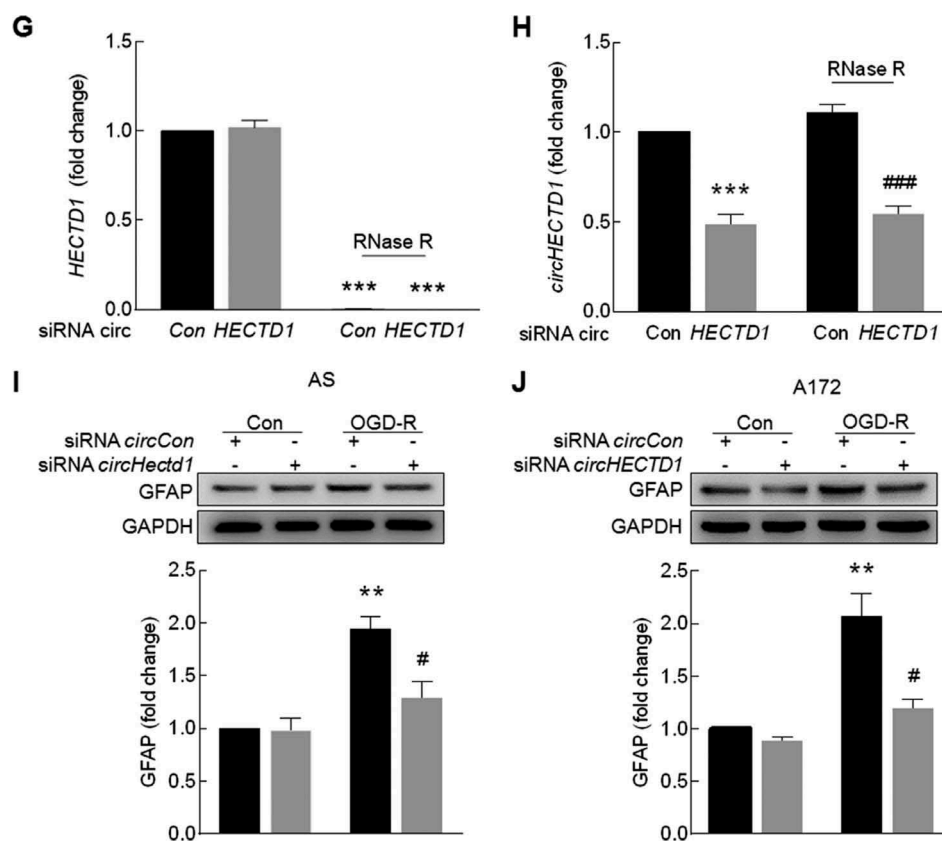 G
H
HECTD1 (fold change)
1.5
1.0
0.5
0.0
RNase R
*** ***
siRNA circ Con HECTD1 Con HECTD1
circHECTD1 (fold change)
1.5
1.0
0.5
0.0
RNase R
***
###
siRNA circ Con HECTD1 Con HECTD1
I
AS
Con OGD-R
siRNA circCon + - + -
siRNA circHectd1 - + - +
GFAP
GAPDH
GFAP (fold change)
2.5
2.0
1.5
1.0
0.5
0.0
**
#
J
A172
Con OGD-R
siRNA circCon + - + -
siRNA circHECTD1 - + - +
GFAP
GAPDH
GFAP (fold change)
2.5
2.0
1.5
1.0
0.5
0.0
**
#